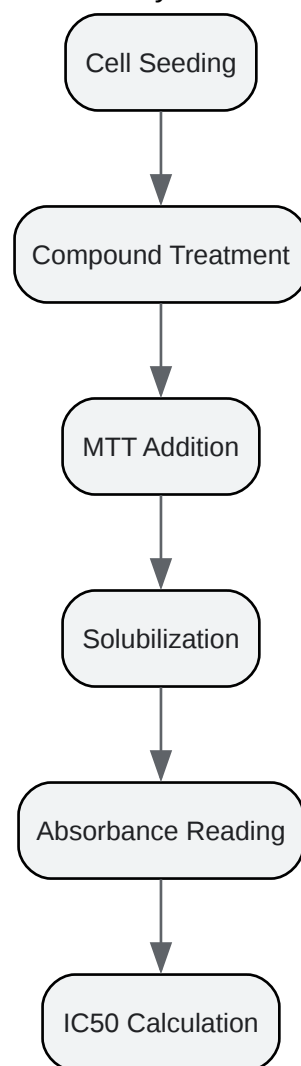 Cell Seeding
Compound Treatment
MTT Addition
Solubilization
Absorbance Reading
IC50 Calculation